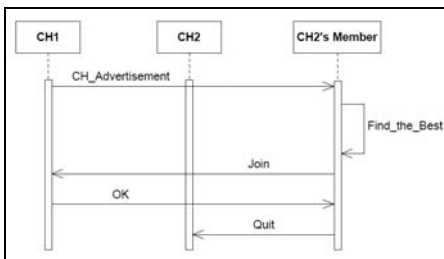 CH1
CH2
CH2's Member
CH_Advertisement
Find_the_Best
Join
OK
Quit